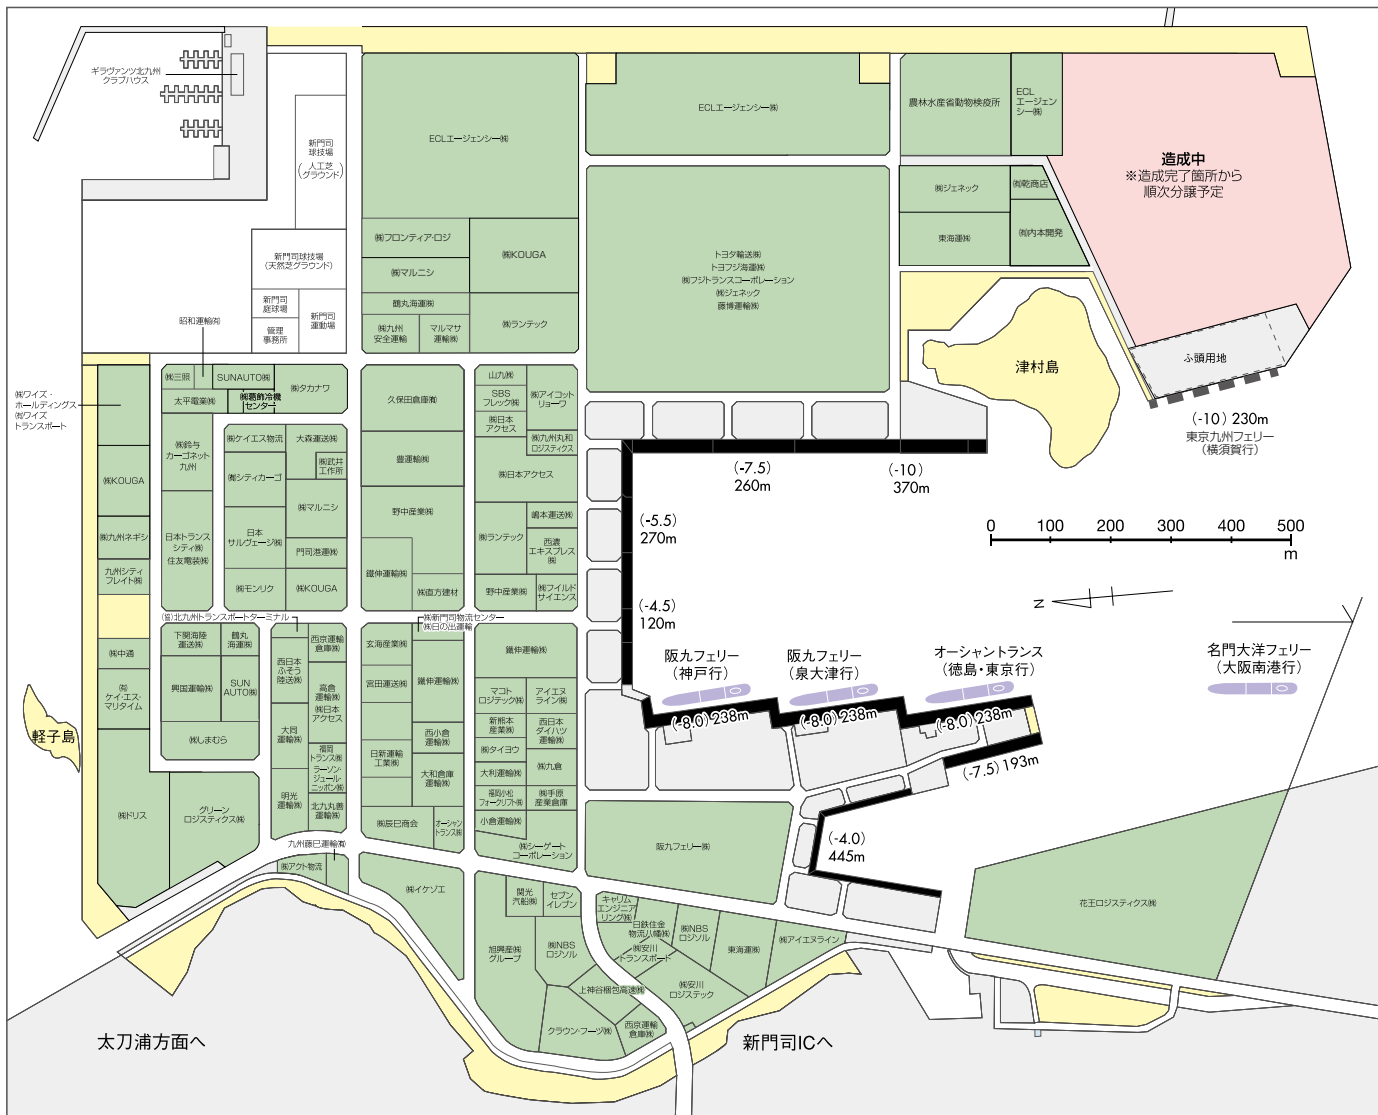 ギラヴァンツ北九州
クラブハウス
新門司
球技場
(人工芝
グラウンド)
新門司球技場
(天然芝グラウンド)
新門司
庭球場
管理
事務所
新門司
運動場
昭和運輸㈲
ECLエージェンシー㈱
㈱フロンティア・ロジ
㈱マルニシ
㈱KOUGA
鶴丸海運㈱
㈱九州
安全運輸
マルマサ
運輸㈱
㈱ランテック
ECLエージェンシー㈱
トヨタ輸送㈱
トヨフジ海運㈱
㈱フジトランスコーポレーション
㈱ジェネック
藤博運輸㈱
農林水産省動物検疫所
ECL
エージェン
シー㈱
㈱ジェネック
㈲乾商店
東海運㈱
㈲内本開発
造成中
※造成完了箇所から
順次分譲予定
ふ頭用地
津村島
(-10) 230m
東京九州フェリー
(横須賀行)
㈱ワイズ・
ホールディングス
㈲ワイズ
トランスポート
㈱KOUGA
㈱九州ネギシ
九州シティ
フレイト㈱
㈱中通
㈲
ケイ・エス・
マリタイム
㈱ドリス
グリーン
ロジスティクス㈱
㈱三照
SUNAUTO㈱
㈱タカナワ
太平電業㈱
㈱葛飾冷機
センター
㈱鈴与
カーゴネット
九州
日本トランス
シティ㈱
住友電装㈱
㈱ケイエス物流
大森運送㈱
㈱武井
工作所
㈲シティカーゴ
㈱マルニシ
日本
サルヴェージ㈱
門司港運㈱
㈱モンリク
㈱KOUGA
久保田倉庫㈲
豊運輸㈱
野中産業㈱
鐵伸運輸㈱
㈱直方建材
山九㈱
SBS
フレック㈱
㈱アイコット
リョーワ
㈱日本
アクセス
㈱九州丸和
ロジスティクス
㈱日本アクセス
㈱ランテック
嶋本運送㈱
西濃
エキスプレス
㈱
野中産業㈱
㈱フイルド
サイエンス
(協)北九州トランスポートターミナル
㈱新門司物流センター
㈱日の出運輸
下関海陸
運送㈱
鶴丸
海運㈱
興国運輸㈱
SUN
AUTO㈱
㈱しまむら
西日本
ふそう
陸送㈱
西京運輸
倉庫㈱
高倉
運輸㈱
㈱日本
アクセス
大同
運輸㈱
福岡
トランス㈱
ラーソン・
ジュール・
ニッポン㈱
明光
運輸㈱
北九丸善
運輸㈱
玄海産業㈱
宮田運送㈱
鐵伸運輸㈱
西小倉
運輸㈱
日新運輸
工業㈱
大和倉庫
運輸㈱
㈱辰巳商会
オーシャン
トランス㈱
鐵伸運輸㈱
マコト
ロジテック㈱
アイエヌ
ライン㈱
新熊本
産業㈱
西日本
ダイハツ
運輸㈱
㈱タイヨウ
大利運輸㈱
㈱九倉
福岡小松
フォークリフト㈱
㈱手原
産業倉庫
小倉運輸㈱
㈱シーゲート
コーポレーション
九州藤巳運輸㈲
㈱アクト物流
㈱イケゾエ
関光
汽船㈱
セブン
イレブン
旭興産㈱
グループ
㈱NBS
ロジソル
上神谷梱包高速㈱
クラウン・フーヅ㈱
西京運輸
倉庫㈱
キャリム
エンジニア
リング㈱
日鉄住金
物流八幡㈱
㈱安川
トランスポート
㈱NBS
ロジソル
㈱安川
ロジステック
東海運㈱
㈱アイエヌライン
阪九フェリー㈱
花王ロジスティクス㈱
(-7.5)
260m
(-10)
370m
(-5.5)
270m
(-4.5)
120m
0 100 200 300 400 500
m
N
阪九フェリー
(神戸行)
阪九フェリー
(泉大津行)
オーシャントランス
(徳島・東京行)
名門大洋フェリー
(大阪南港行)
(-8.0) 238m
(-8.0) 238m
(-8.0) 238m
(-7.5) 193m
(-4.0)
445m
軽子島
太刀浦方面へ
新門司ICへ